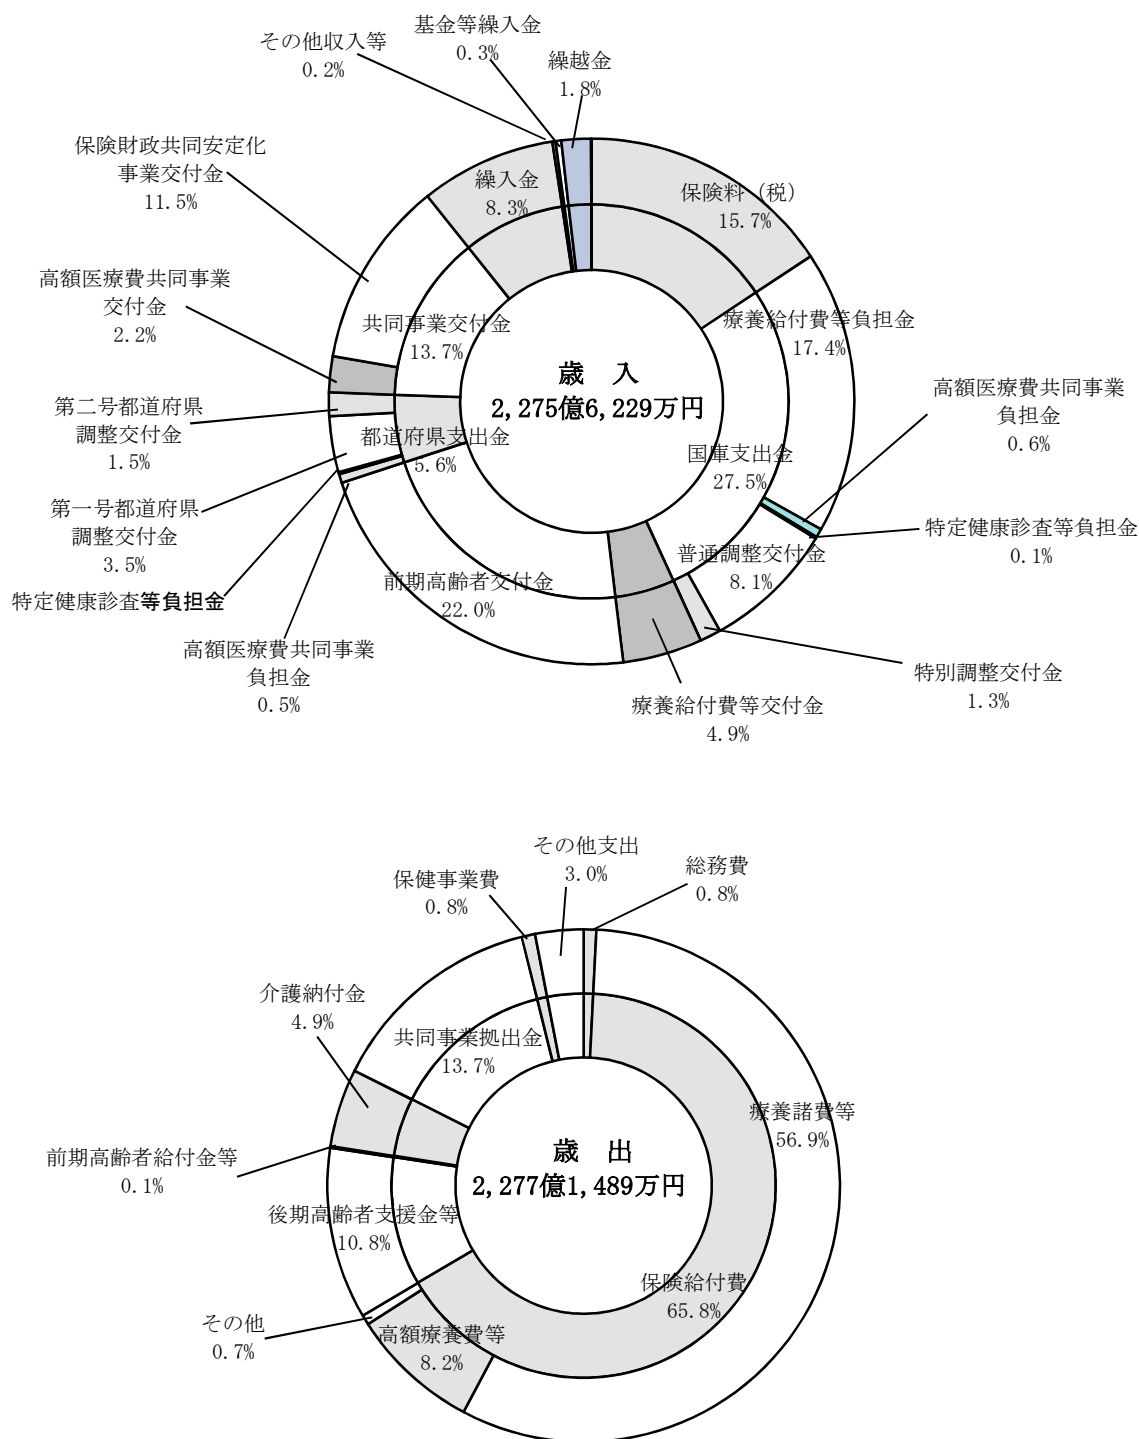 基金等繰入金
0.3%
その他収入等
0.2%
繰越金
1.8%
保険財政共同安定化
事業交付金
11.5%
繰入金
8.3%
保険料（税）
15.7%
高額医療費共同事業
交付金
2.2%
共同事業交付金
13.7%
療養給付費等負担金
17.4%
歳　入
2,275億6,229万円
高額医療費共同事業
負担金
0.6%
第二号都道府県
調整交付金
1.5%
都道府県支出金
5.6%
国庫支出金
27.5%
第一号都道府県
調整交付金
3.5%
特定健康診査等負担金
0.1%
普通調整交付金
8.1%
前期高齢者交付金
22.0%
特定健康診査等負担金
高額医療費共同事業
負担金
0.5%
特別調整交付金
1.3%
療養給付費等交付金
4.9%
その他支出
3.0%
総務費
0.8%
保健事業費
0.8%
介護納付金
4.9%
共同事業拠出金
13.7%
療養諸費等
56.9%
歳　出
2,277億1,489万円
前期高齢者給付金等
0.1%
後期高齢者支援金等
10.8%
保険給付費
65.8%
その他
0.7%
高額療養費等
8.2%